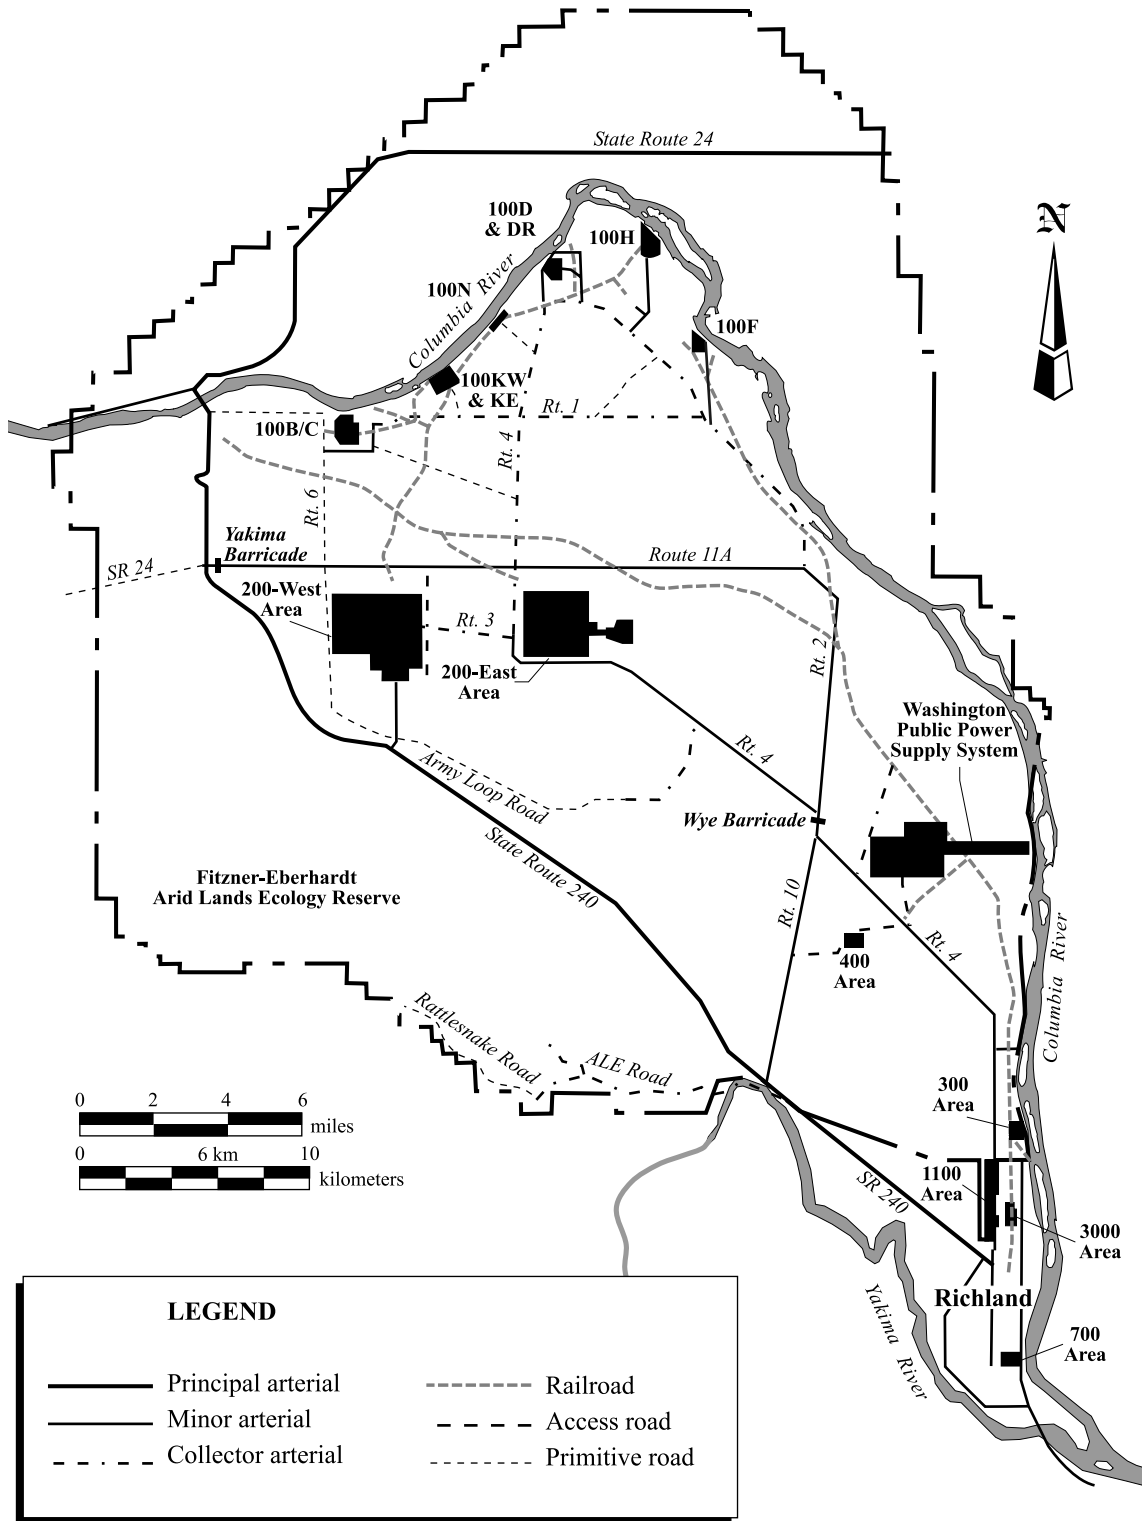 State Route 24
N
100D
& DR
100H
100N
Columbia River
100F
100KW
& KE
Rt. 1
100B/C
Rt. 4
Rt. 6
Yakima
Barricade
Route 11A
SR 24
200-West
Area
Rt. 3
Rt. 2
200-East
Area
Washington
Public Power
Supply System
Rt. 4
Army Loop Road
Wye Barricade
State Route 240
Fitzner-Eberhardt
Arid Lands Ecology Reserve
Rt. 10
Rt. 4
400
Area
Columbia River
Rattlesnake Road
ALE Road
0 2 4 6
miles
0 6 km 10
kilometers
300
Area
1100
Area
SR 240
3000
Area
Richland
Yakima River
700
Area
LEGEND
Principal arterial
Minor arterial
Collector arterial
Railroad
Access road
Primitive road